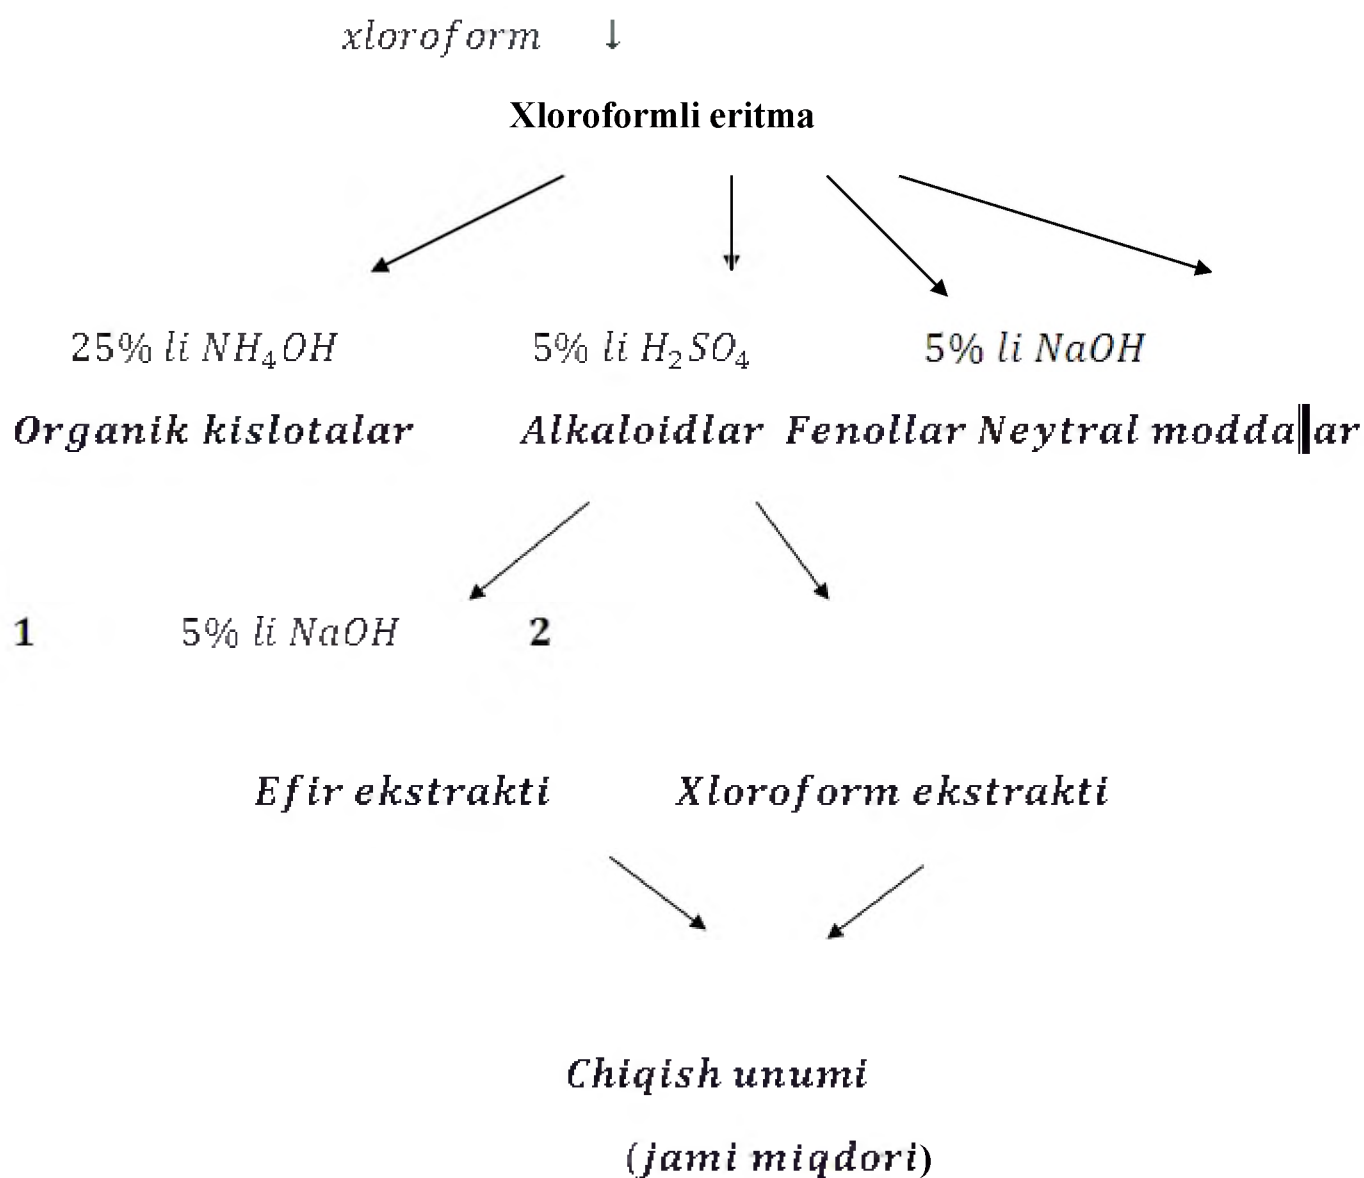 xloroform ↓
Xloroformli eritma
25% li NH₄OH 5% li H₂SO₄ 5% li NaOH
Organik kislotalar Alkaloidlar Fenollar Neytral moddalar
1 5% li NaOH 2
Efir ekstrakti Xloroform ekstrakti
Chiqish unumi
(jami miqdori)